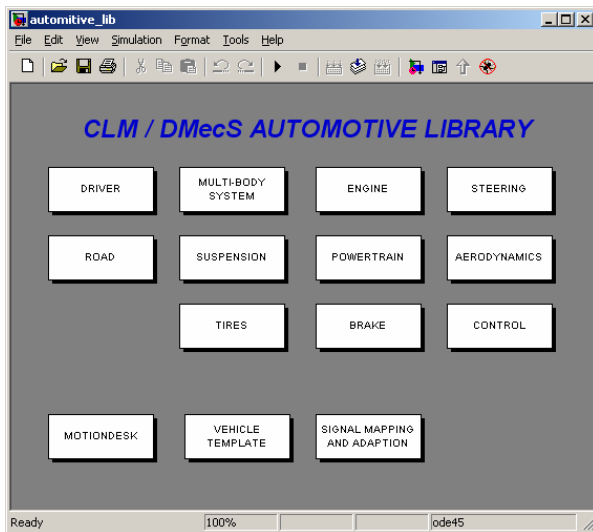 automitive_lib
File Edit View Simulation Format Tools Help
CLM / DMecS AUTOMOTIVE LIBRARY
DRIVER
MULTI-BODY
SYSTEM
ENGINE
STEERING
ROAD
SUSPENSION
POWERTRAIN
AERODYNAMICS
TIRES
BRAKE
CONTROL
MOTIONDESK
VEHICLE
TEMPLATE
SIGNAL MAPPING
AND ADAPTION
Ready 100% ode45